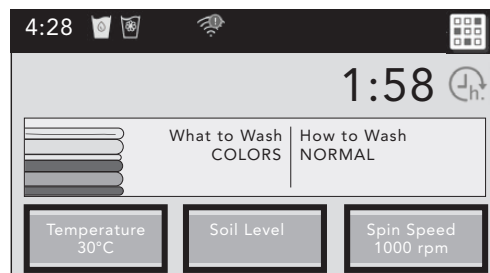 4:28
1:58 h.
What to Wash
COLORS
How to Wash
NORMAL
Temperature
30°C
Soil Level
Spin Speed
1000 rpm